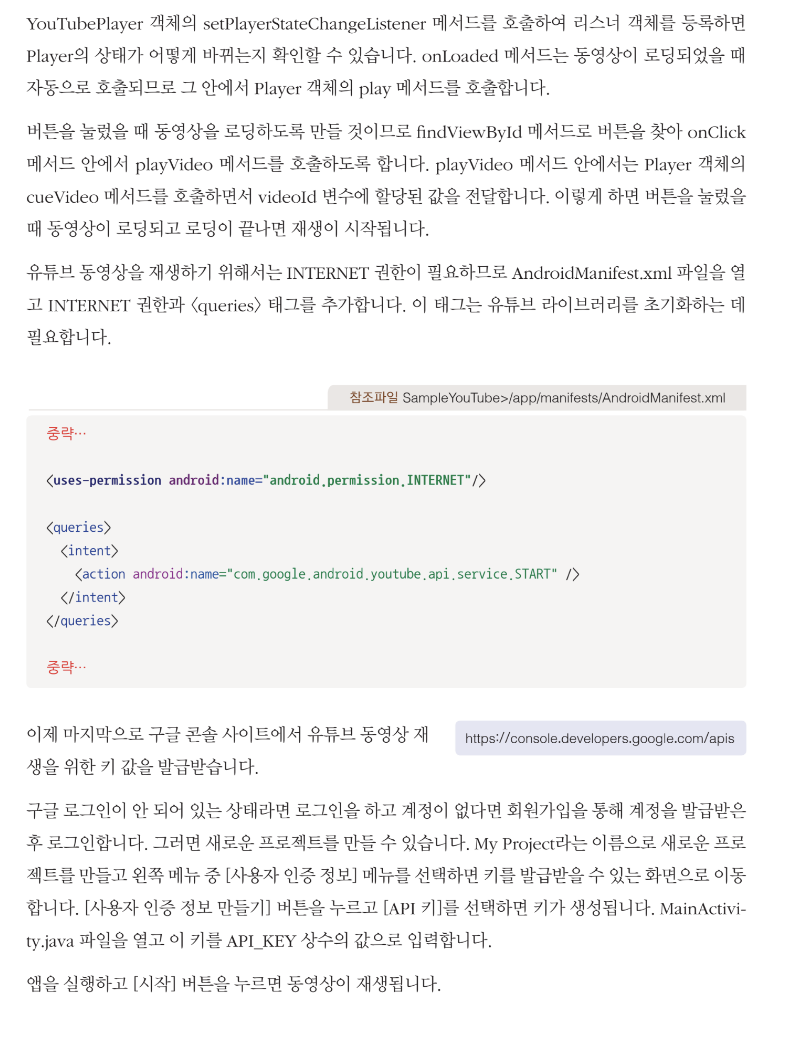 YouTubePlayer 객체의 setPlayerStateChangeListener 메서드를 호출하여 리스너 객체를 등록하면
Player의 상태가 어떻게 바뀌는지 확인할 수 있습니다. onLoaded 메서드는 동영상이 로딩되었을 때
자동으로 호출되므로 그 안에서 Player 객체의 play 메서드를 호출합니다.
버튼을 눌렀을 때 동영상을 로딩하도록 만들 것이므로 findViewById 메서드로 버튼을 찾아 onClick
메서드 안에서 playVideo 메서드를 호출하도록 합니다. playVideo 메서드 안에서는 Player 객체의
cueVideo 메서드를 호출하면서 videoId 변수에 할당된 값을 전달합니다. 이렇게 하면 버튼을 눌렀을
때 동영상이 로딩되고 로딩이 끝나면 재생이 시작됩니다.
유튜브 동영상을 재생하기 위해서는 INTERNET 권한이 필요하므로 AndroidManifest.xml 파일을 열
고 INTERNET 권한과 〈queries〉 태그를 추가합니다. 이 태그는 유튜브 라이브러리를 초기화하는 데
필요합니다.
참조파일 SampleYouTube>/app/manifests/AndroidManifest.xml
중략…
〈uses-permission android:name="android.permission.INTERNET"/〉
〈queries〉
〈intent〉
〈action android:name="com.google.android.youtube.api.service.START" /〉
〈/intent〉
〈/queries〉
중략…
이제 마지막으로 구글 콘솔 사이트에서 유튜브 동영상 재
생을 위한 키 값을 발급받습니다.
https://console.developers.google.com/apis
구글 로그인이 안 되어 있는 상태라면 로그인을 하고 계정이 없다면 회원가입을 통해 계정을 발급받은
후 로그인합니다. 그러면 새로운 프로젝트를 만들 수 있습니다. My Project라는 이름으로 새로운 프로
젝트를 만들고 왼쪽 메뉴 중 [사용자 인증 정보] 메뉴를 선택하면 키를 발급받을 수 있는 화면으로 이동
합니다. [사용자 인증 정보 만들기] 버튼을 누르고 [API 키]를 선택하면 키가 생성됩니다. MainActivi-
ty.java 파일을 열고 이 키를 API_KEY 상수의 값으로 입력합니다.
앱을 실행하고 [시작] 버튼을 누르면 동영상이 재생됩니다.